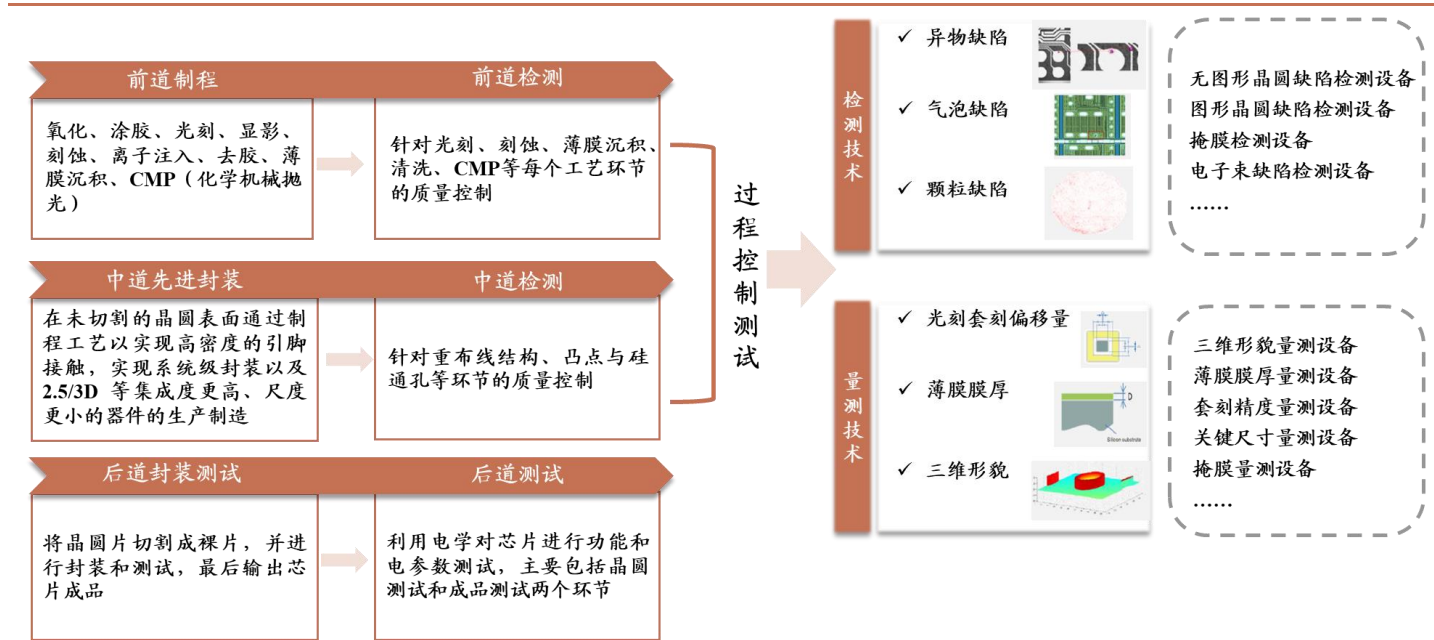 前道制程
前道检测
氧化、涂胶、光刻、显影、
刻蚀、离子注入、去胶、薄
膜沉积、CMP（化学机械抛
光）
针对光刻、刻蚀、薄膜沉积、
清洗、CMP等每个工艺环节
的质量控制
中道先进封装
中道检测
在未切割的晶圆表面通过制
程工艺以实现高密度的引脚
接触，实现系统级封装以及
2.5/3D 等集成度更高、尺度
更小的器件的生产制造
针对重布线结构、凸点与硅
通孔等环节的质量控制
后道封装测试
后道测试
将晶圆片切割成裸片，并进
行封装和测试，最后输出芯
片成品
利用电学对芯片进行功能和
电参数测试，主要包括晶圆
测试和成品测试两个环节
过程控制测试
检测技术
✓ 异物缺陷
✓ 气泡缺陷
✓ 颗粒缺陷
无图形晶圆缺陷检测设备
图形晶圆缺陷检测设备
掩膜检测设备
电子束缺陷检测设备
……
量测技术
✓ 光刻套刻偏移量
✓ 薄膜膜厚
D
Silicon substrate
✓ 三维形貌
三维形貌量测设备
薄膜膜厚量测设备
套刻精度量测设备
关键尺寸量测设备
掩膜量测设备
……